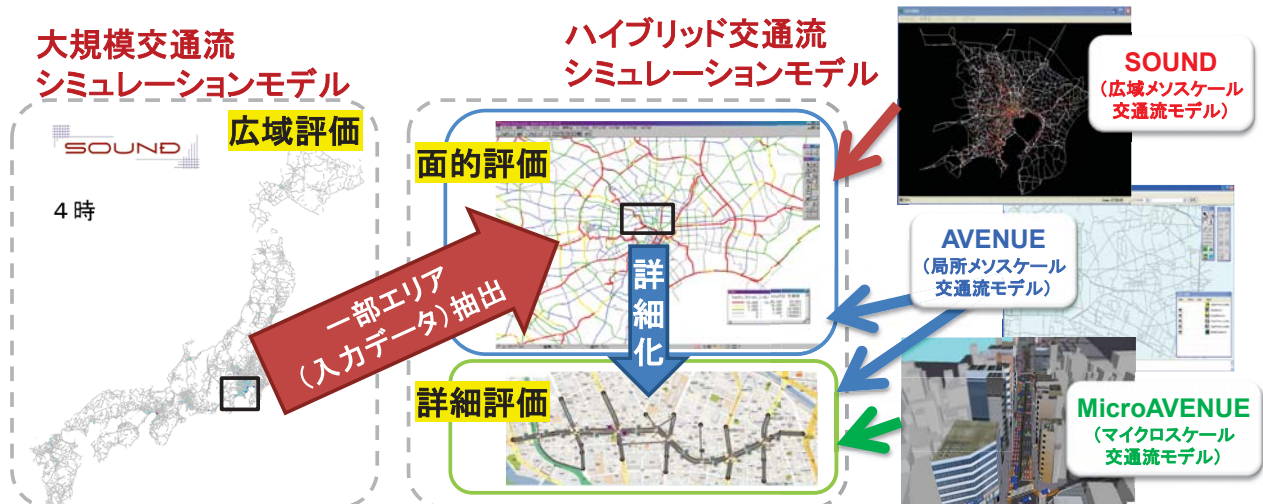 大規模交通流
シミュレーションモデル
広域評価
SOUND
4時
一部エリア
(入力データ)抽出
ハイブリッド交通流
シミュレーションモデル
面的評価
詳細化
詳細評価
SOUND
(広域メソスケール
交通流モデル)
AVENUE
(局所メソスケール
交通流モデル)
MicroAVENUE
(マイクロスケール
交通流モデル)